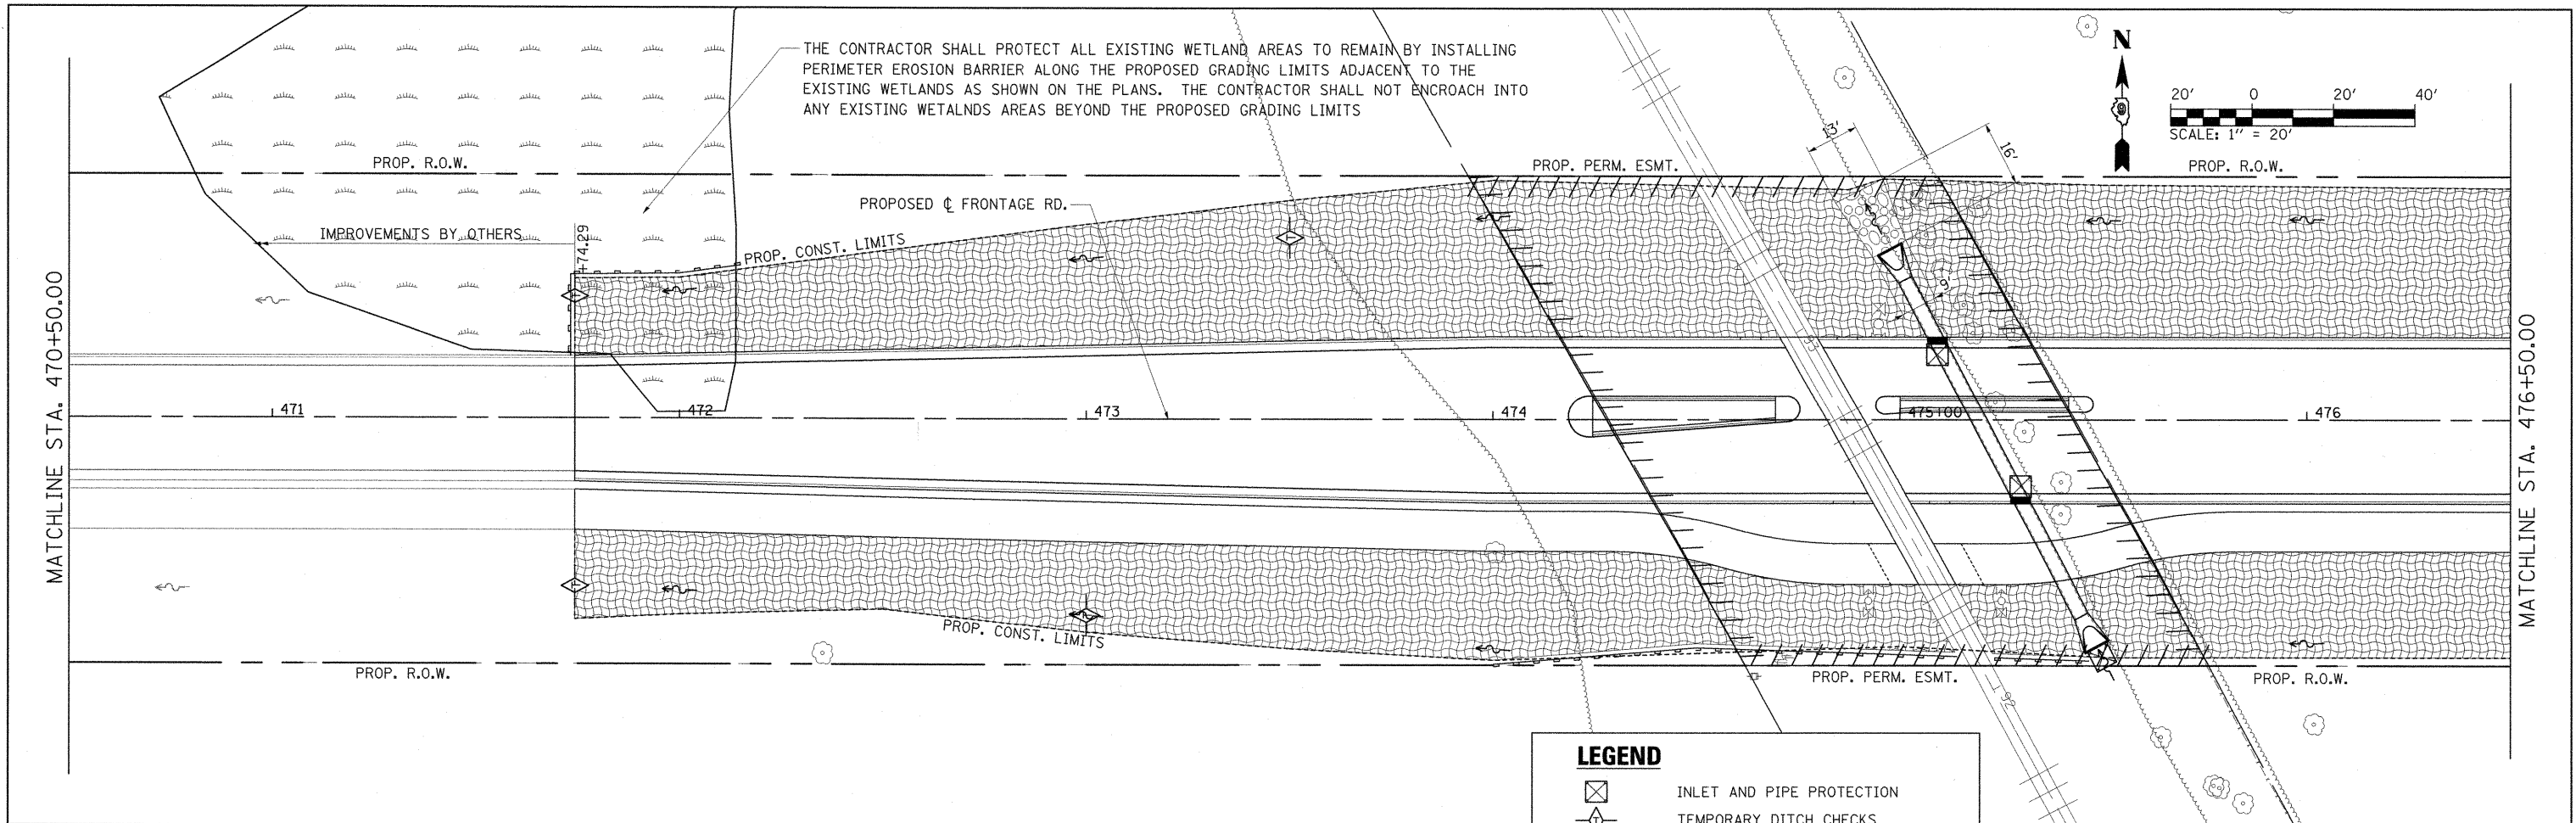 THE CONTRACTOR SHALL PROTECT ALL EXISTING WETLAND AREAS TO REMAIN BY INSTALLING
PERIMETER EROSION BARRIER ALONG THE PROPOSED GRADING LIMITS ADJACENT TO THE
EXISTING WETLANDS AS SHOWN ON THE PLANS. THE CONTRACTOR SHALL NOT ENCROACH INTO
ANY EXISTING WETALNDS AREAS BEYOND THE PROPOSED GRADING LIMITS
N
20' 0 20' 40'
SCALE: 1" = 20'
PROP. R.O.W.
PROP. PERM. ESMT.
PROP. R.O.W.
13'
16'
PROPOSED ℄ FRONTAGE RD.
IMPROVEMENTS BY OTHERS
+74.29
PROP. CONST. LIMITS
MATCHLINE STA. 470+50.00
MATCHLINE STA. 476+50.00
93
471
472
473
474
475+00
476
PROP. CONST. LIMITS
PROP. R.O.W.
PROP. PERM. ESMT.
PROP. R.O.W.
92
LEGEND
INLET AND PIPE PROTECTION
TEMPORARY DITCH CHECKS